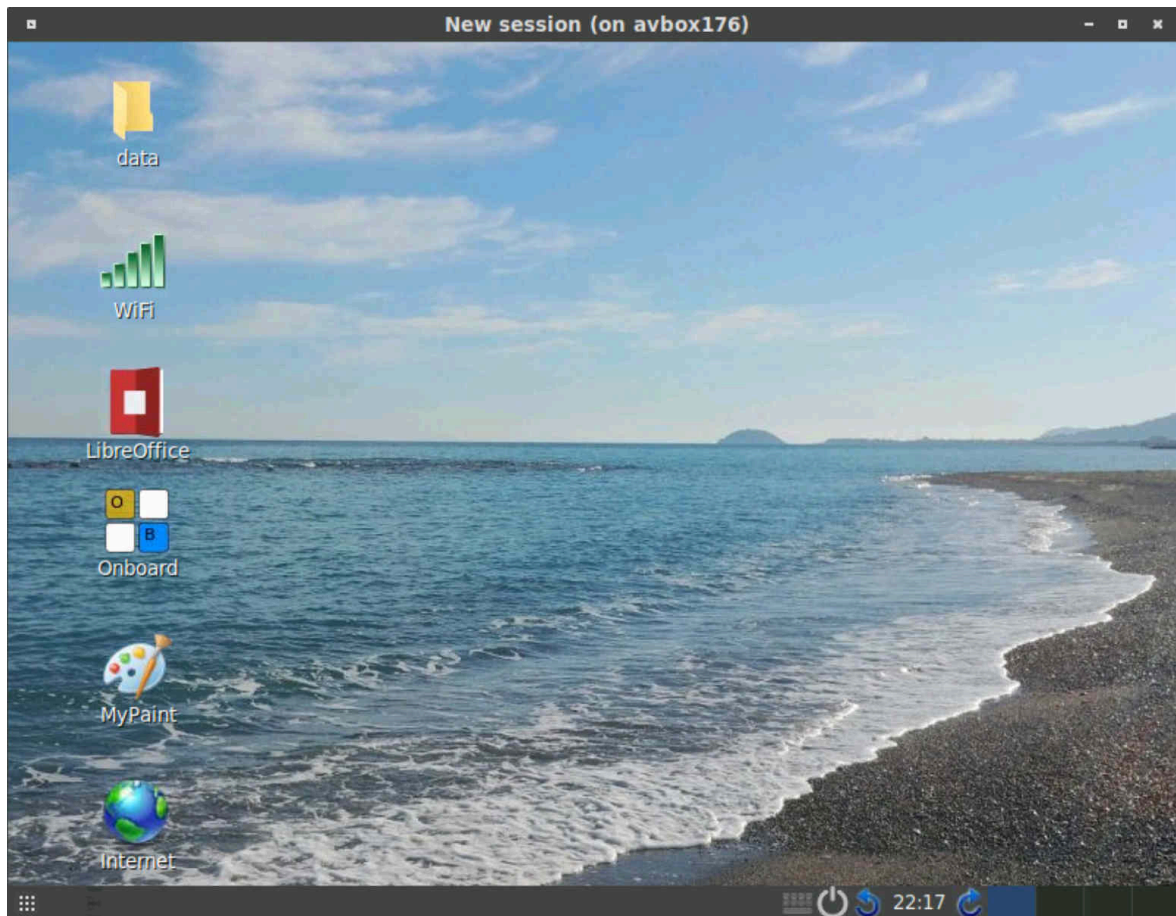 New session (on avbox176)
data
WiFi
LibreOffice
O
B
Onboard
MyPaint
Internet
22:17